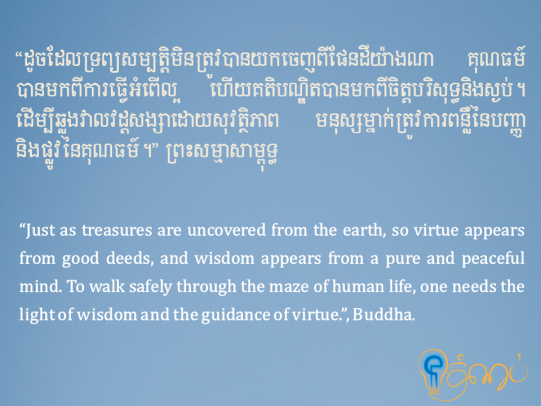 “ដូចដែលទ្រព្យសម្បត្តិមិនត្រូវបានយកចេញពីផែនដីយ៉ាងណា គុណធម៍
បានមកពីការធ្វើអំពើល្អ ហើយគតិបណ្ឌិតបានមកពីចិត្តបរិសុទ្ធនិងស្ងប់។
ដើម្បីឆ្លងវាលវដ្តសង្សាដោយសុវត្ថិភាព មនុស្សម្នាក់ត្រូវការពន្លឺនៃបញ្ញា
និងផ្លូវនៃគុណធម៍។” ព្រះសម្មាសាម្ពុទ្ធ
“Just as treasures are uncovered from the earth, so virtue appears
from good deeds, and wisdom appears from a pure and peaceful
mind. To walk safely through the maze of human life, one needs the
light of wisdom and the guidance of virtue.”, Buddha.